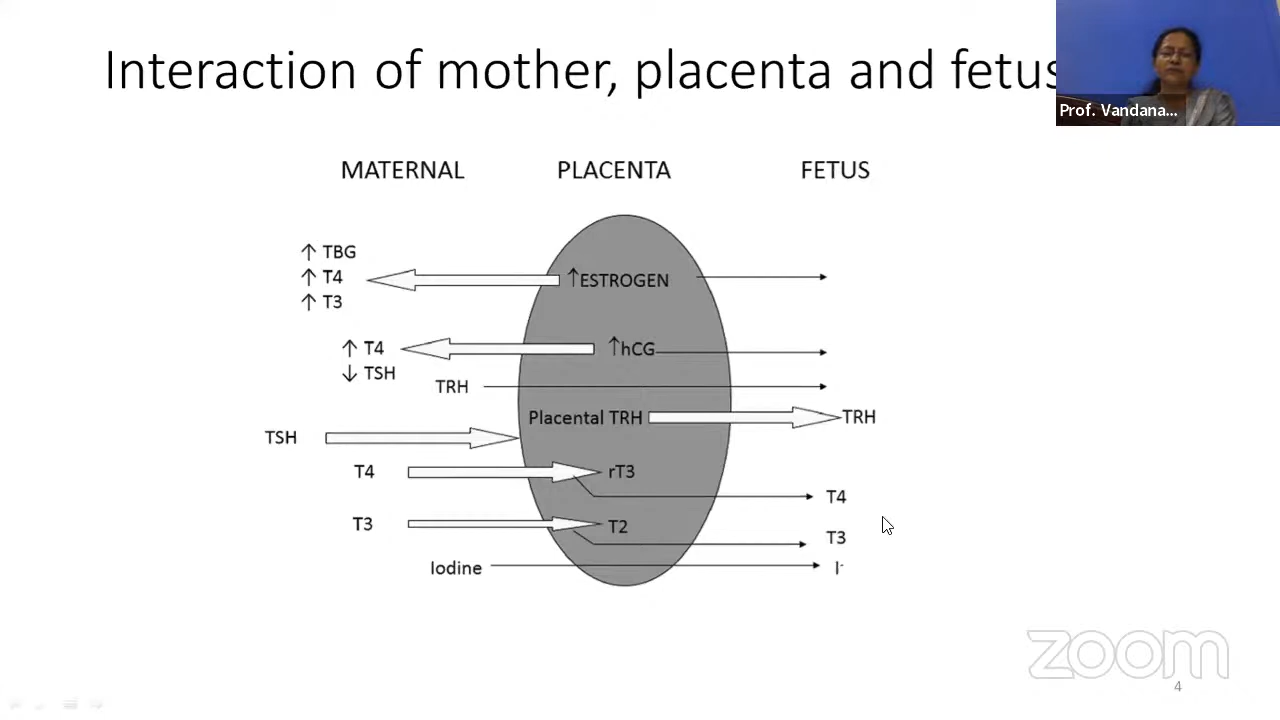 Interaction of mother, placenta and fetus
Prof. Vandana...
MATERNAL PLACENTA FETUS
↑ TBG
↑ T4
↑ T3
↑ESTROGEN
↑ T4
↓ TSH
↑hCG
TRH
Placental TRH
TRH
TSH
T4
rT3
T4
T3
T2
T3
Iodine
I-
zoom
4